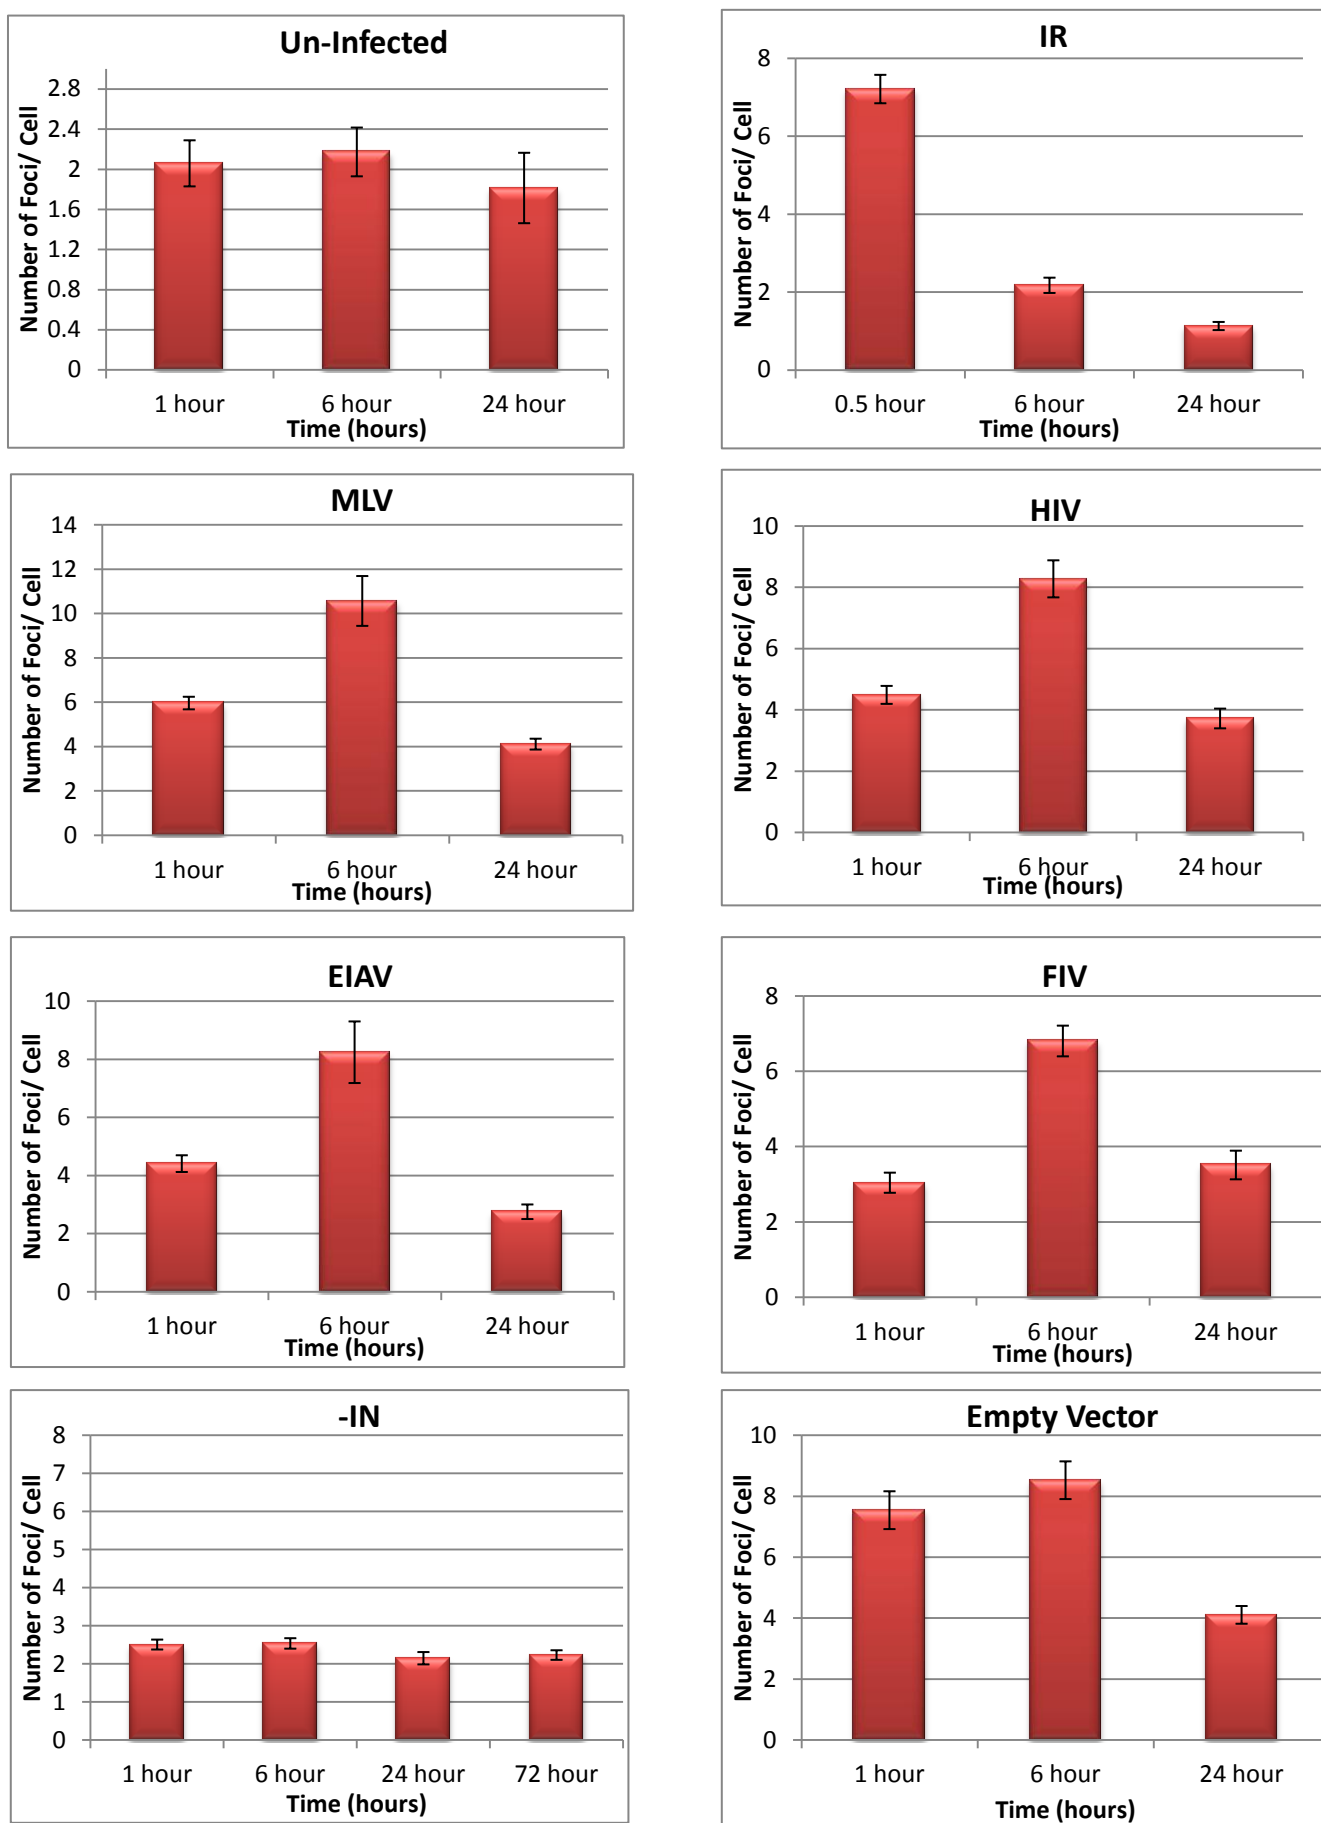 Un-Infected
Number of Foci/ Cell
2.8
2.4
2
1.6
1.2
0.8
0.4
0
1 hour 6 hour 24 hour
Time (hours)
IR
Number of Foci/ Cell
8
6
4
2
0
0.5 hour 6 hour 24 hour
Time (hours)
MLV
Number of Foci/ Cell
14
12
10
8
6
4
2
0
1 hour 6 hour 24 hour
Time (hours)
HIV
Number of Foci/ Cell
10
8
6
4
2
0
1 hour 6 hour 24 hour
Time (hours)
EIAV
Number of Foci/ Cell
10
8
6
4
2
0
1 hour 6 hour 24 hour
Time (hours)
FIV
Number of Foci/ Cell
8
6
4
2
0
1 hour 6 hour 24 hour
Time (hours)
-IN
Number of Foci/ Cell
8
7
6
5
4
3
2
1
0
1 hour 6 hour 24 hour 72 hour
Time (hours)
Empty Vector
Number of Foci/ Cell
10
8
6
4
2
0
1 hour 6 hour 24 hour
Time (hours)